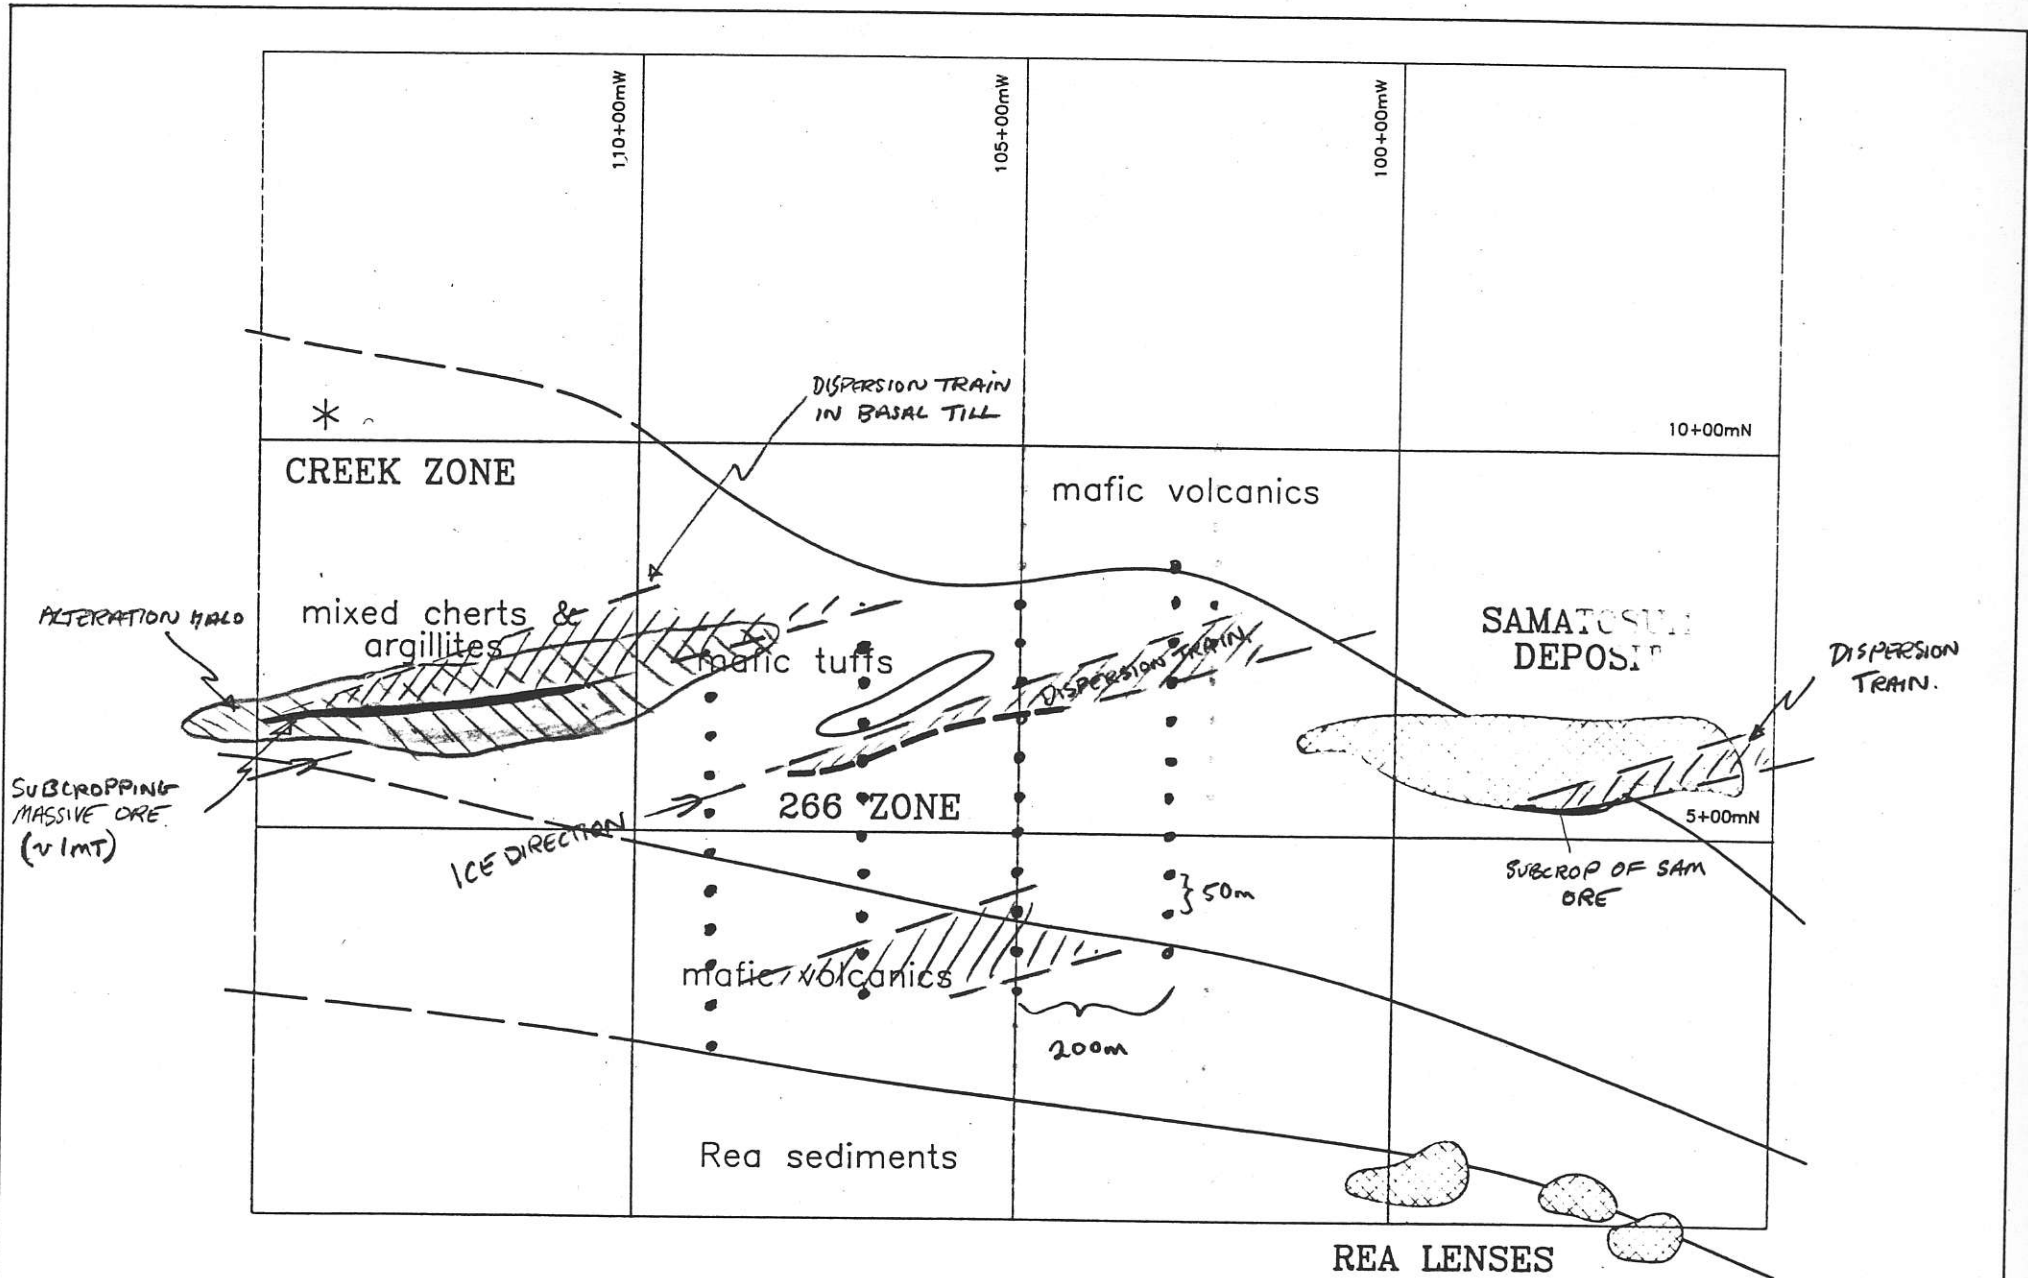 110+00mW
105+00mW
100+00mW
DISPERSION TRAIN
IN BASAL TILL
*
10+00mN
CREEK ZONE
mafic volcanics
ALTERATION HALO
mixed cherts &
argillites
mafic tuffs
SAMATOSUM
DEPOSIT
DISPERSION
TRAIN.
DISPERSION TRAIN.
SUBCROPPING
MASSIVE ORE.
(~1MT)
266 ZONE
5+00mN
ICE DIRECTION
SUBCROP OF SAM
ORE
50m
mafic volcanics
200m
Rea sediments
REA LENSES